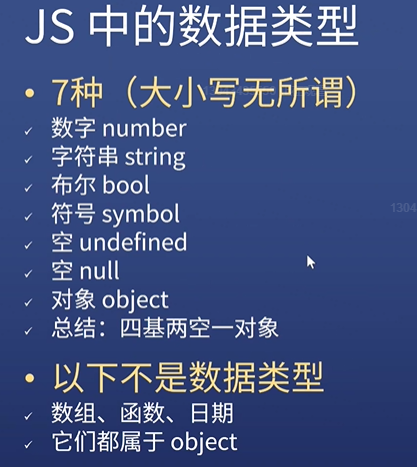 JS 中的数据类型
• 7种（大小写无所谓）
✓ 数字 number
✓ 字符串 string
✓ 布尔 bool
✓ 符号 symbol
✓ 空 undefined
✓ 空 null
✓ 对象 object
✓ 总结：四基两空一对象
• 以下不是数据类型
✓ 数组、函数、日期
✓ 它们都属于 object
1304